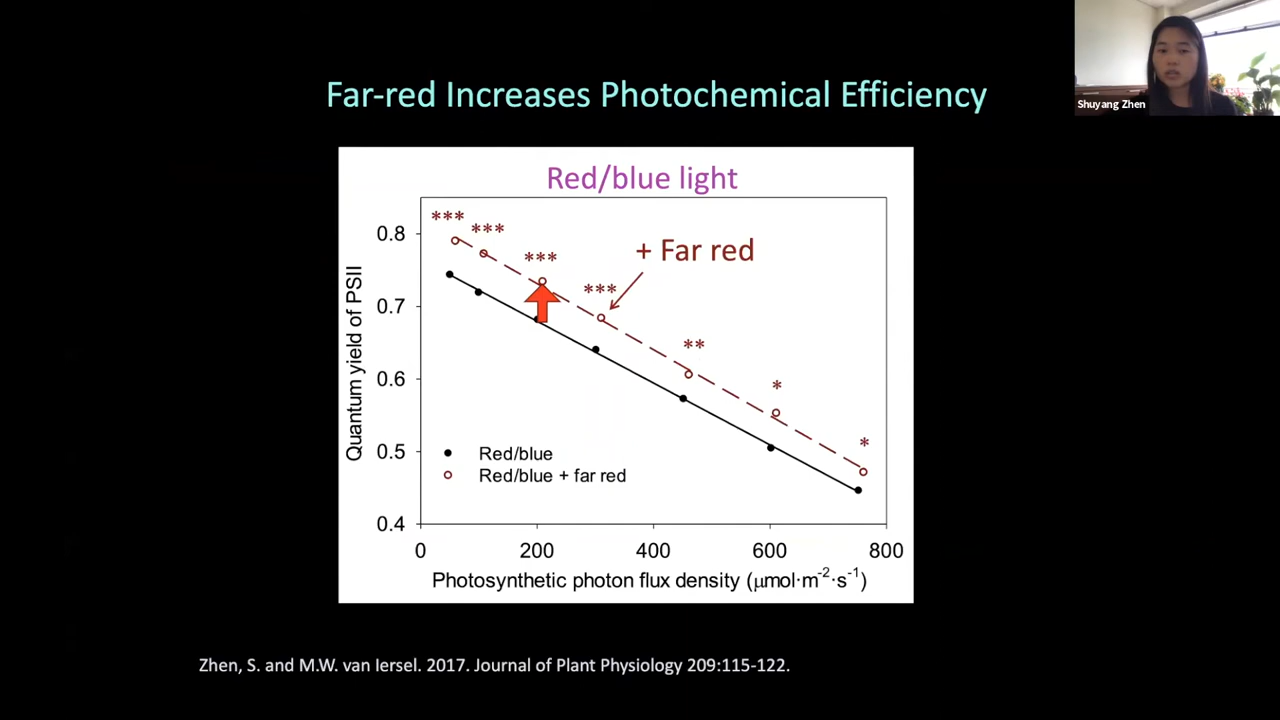 Shuyang Zhen
Far-red Increases Photochemical Efficiency
Red/blue light
***
***
***
***
**
*
*
+ Far red
0.8
0.7
0.6
0.5
0.4
Quantum yield of PSII
Red/blue
Red/blue + far red
0 200 400 600 800
Photosynthetic photon flux density (μmol·m⁻²·s⁻¹)
Zhen, S. and M.W. van Iersel. 2017. Journal of Plant Physiology 209:115-122.